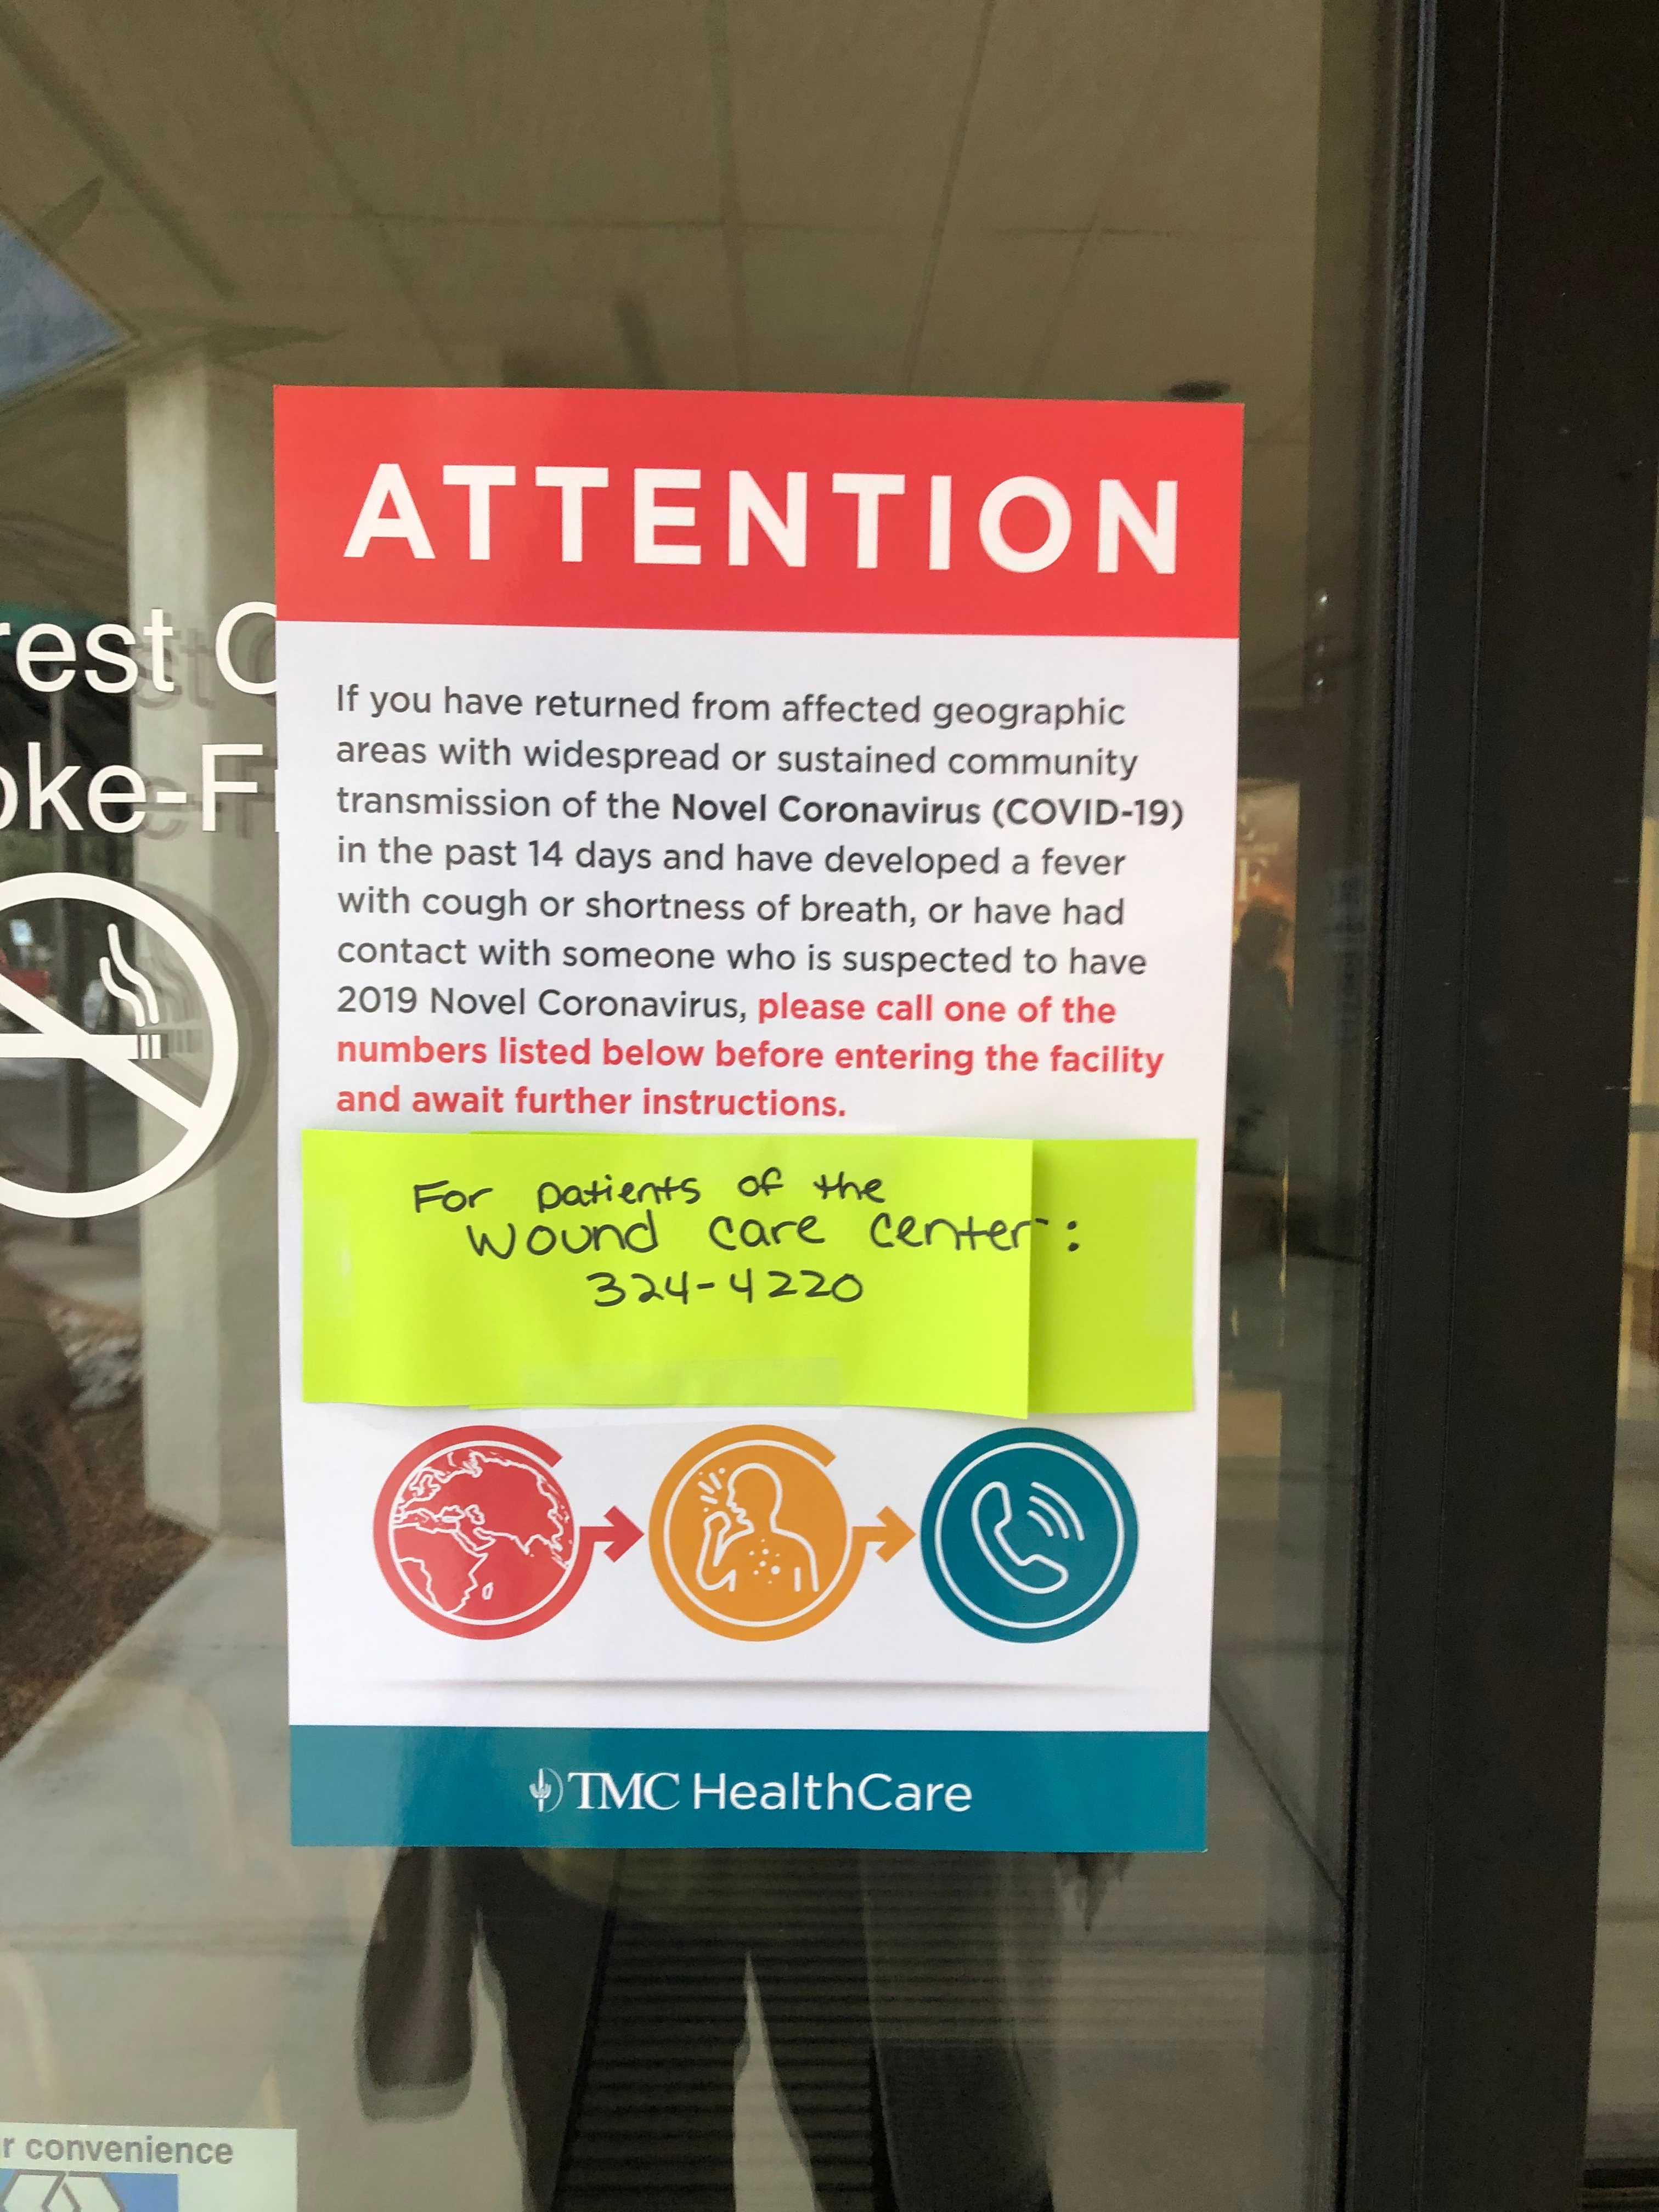 ATTENTION
If you have returned from affected geographic
areas with widespread or sustained community
transmission of the Novel Coronavirus (COVID-19)
in the past 14 days and have developed a fever
with cough or shortness of breath, or have had
contact with someone who is suspected to have
2019 Novel Coronavirus, please call one of the
numbers listed below before entering the facility
and await further instructions.
For patients of the
wound care center:
324-4220
TMC HealthCare
convenience